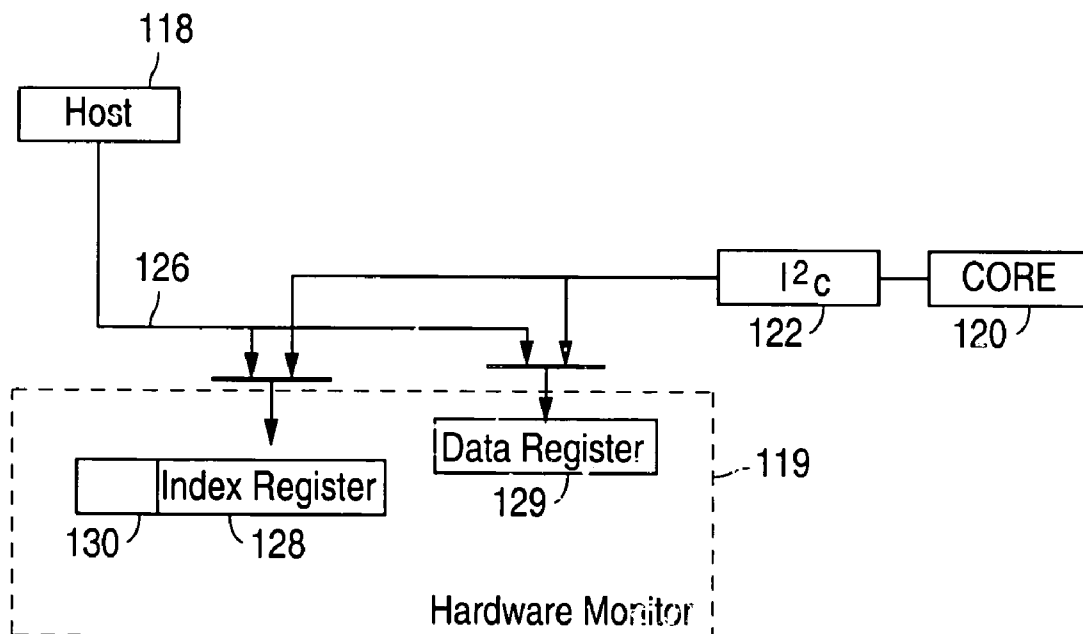 118
Host
126
I²c
CORE
122
120
Data Register
119
129
Index Register
130
128
Hardware Monitor